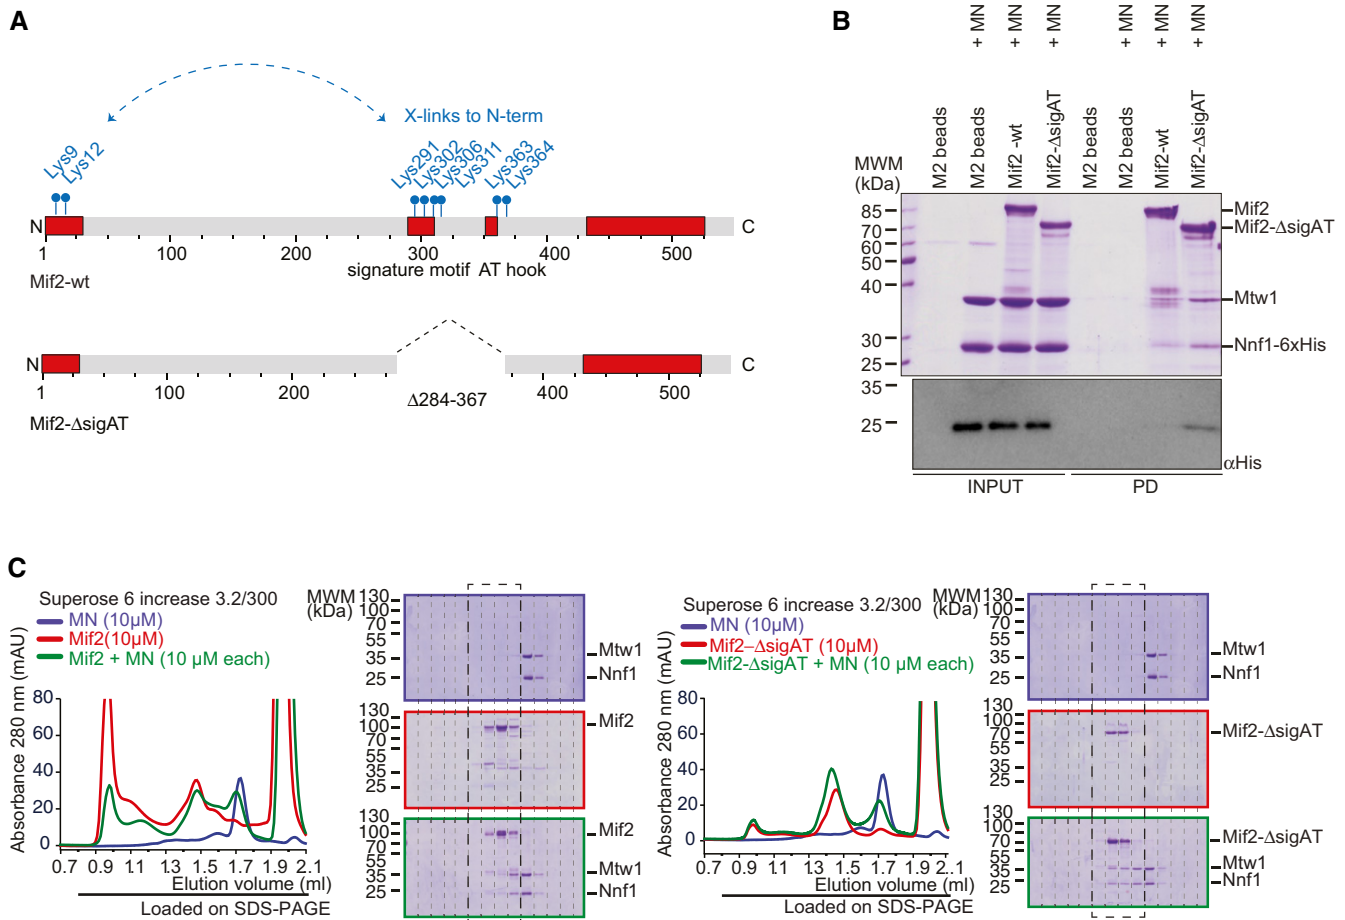 A
X-links to N-term
Lys9
Lys12
Lys291
Lys302
Lys306
Lys311
Lys363
Lys364
N
C
1
100
200
300
400
500
signature motif
AT hook
Mif2-wt
N
C
1
100
200
400
500
Δ284-367
Mif2-ΔsigAT
B
+ MN
+ MN
+ MN
+ MN
+ MN
+ MN
M2 beads
M2 beads
Mif2 -wt
Mif2-ΔsigAT
M2 beads
M2 beads
Mif2-wt
Mif2-ΔsigAT
MWM
(kDa)
85
70
60
50
40
30
25
35
25
Mif2
Mif2-ΔsigAT
Mtw1
Nnf1-6xHis
αHis
INPUT
PD
C
Superose 6 increase 3.2/300
MN (10μM)
Mif2(10μM)
Mif2 + MN (10 μM each)
Absorbance 280 nm (mAU)
80
60
40
20
0
0.7 0.9 1.1 1.3 1.5 1.7 1.9 2.1
Elution volume (ml)
Loaded on SDS-PAGE
MWM
(kDa)
130
100
70
55
35
25
Mtw1
Nnf1
130
100
70
55
35
25
Mif2
130
100
70
55
35
25
Mif2
Mtw1
Nnf1
Superose 6 increase 3.2/300
MN (10μM)
Mif2–ΔsigAT (10μM)
Mif2-ΔsigAT + MN (10 μM each)
Absorbance 280 nm (mAU)
80
60
40
20
0
0.7 0.9 1.1 1.3 1.5 1.7 1.9 2..1
Elution volume (ml)
Loaded on SDS-PAGE
MWM
(kDa)
130
100
70
55
35
25
Mtw1
Nnf1
130
100
70
55
35
25
Mif2-ΔsigAT
130
100
70
55
35
25
Mif2-ΔsigAT
Mtw1
Nnf1